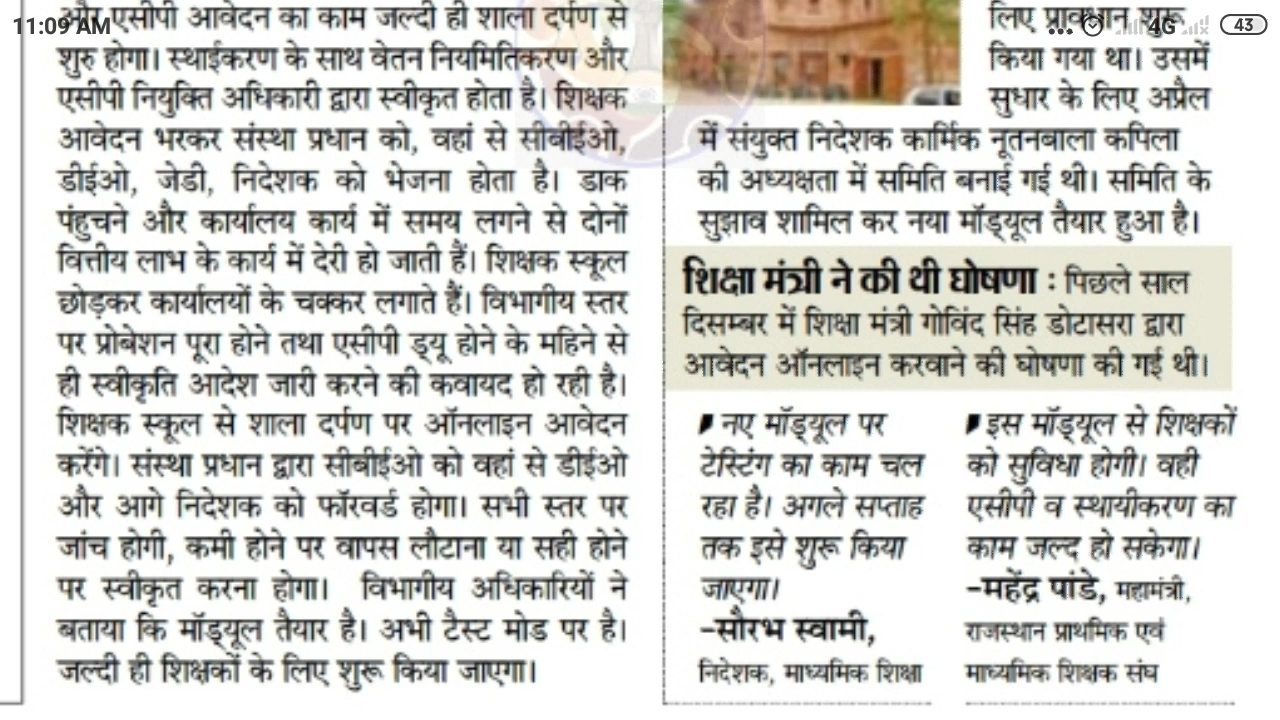 11:09 AM
4G
43
और एसीपी आवेदन का काम जल्दी ही शाला दर्पण से
शुरु होगा। स्थाईकरण के साथ वेतन नियमितिकरण और
एसीपी नियुक्ति अधिकारी द्वारा स्वीकृत होता है। शिक्षक
आवेदन भरकर संस्था प्रधान को, वहां से सीबीईओ,
डीईओ, जेडी, निदेशक को भेजना होता है। डाक
पंहुचने और कार्यालय कार्य में समय लगने से दोनों
वित्तीय लाभ के कार्य में देरी हो जाती हैं। शिक्षक स्कूल
छोड़कर कार्यालयों के चक्कर लगाते हैं। विभागीय स्तर
पर प्रोबेशन पूरा होने तथा एसीपी ड्यू होने के महिने से
ही स्वीकृति आदेश जारी करने की कवायद हो रही है।
शिक्षक स्कूल से शाला दर्पण पर ऑनलाइन आवेदन
करेंगे। संस्था प्रधान द्वारा सीबीईओ को वहां से डीईओ
और आगे निदेशक को फॉरवर्ड होगा। सभी स्तर पर
जांच होगी, कमी होने पर वापस लौटाना या सही होने
पर स्वीकृत करना होगा। विभागीय अधिकारियों ने
बताया कि मॉड्यूल तैयार है। अभी टैस्ट मोड पर है।
जल्दी ही शिक्षकों के लिए शुरू किया जाएगा।
लिए प्रावधान शुरू
किया गया था। उसमें
सुधार के लिए अप्रैल
में संयुक्त निदेशक कार्मिक नूतनबाला कपिला
की अध्यक्षता में समिति बनाई गई थी। समिति के
सुझाव शामिल कर नया मॉड्यूल तैयार हुआ है।
शिक्षा मंत्री ने की थी घोषणा : पिछले साल
दिसम्बर में शिक्षा मंत्री गोविंद सिंह डोटासरा द्वारा
आवेदन ऑनलाइन करवाने की घोषणा की गई थी।
नए मॉड्यूल पर
टेस्टिंग का काम चल
रहा है। अगले सप्ताह
तक इसे शुरू किया
जाएगा।
-सौरभ स्वामी,
निदेशक, माध्यमिक शिक्षा
इस मॉड्यूल से शिक्षकों
को सुविधा होगी। वही
एसीपी व स्थायीकरण का
काम जल्द हो सकेगा।
-महेंद्र पांडे, महामंत्री,
राजस्थान प्राथमिक एवं
माध्यमिक शिक्षक संघ